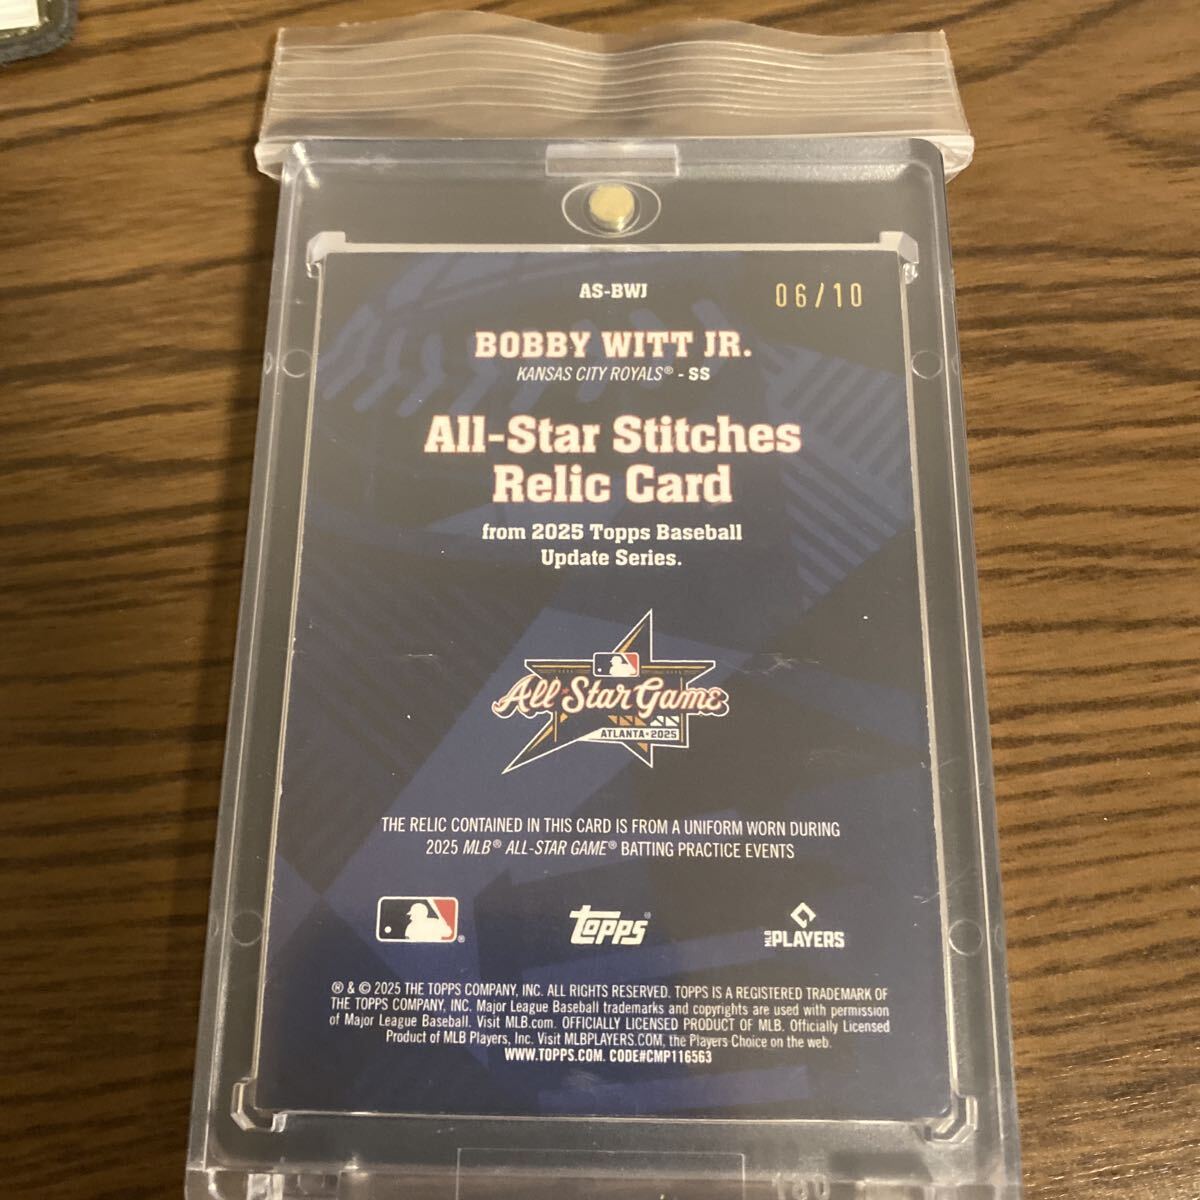 AS-BWJ
06/10
BOBBY WITT JR.
KANSAS CITY ROYALS® - SS
All-Star Stitches
Relic Card
from 2025 Topps Baseball
Update Series.
All-Star Game
ATLANTA • 2025
THE RELIC CONTAINED IN THIS CARD IS FROM A UNIFORM WORN DURING
2025 MLB® ALL-STAR GAME® BATTING PRACTICE EVENTS
®
topps®
MLB PLAYERS
® & © 2025 THE TOPPS COMPANY, INC. ALL RIGHTS RESERVED. TOPPS IS A REGISTERED TRADEMARK OF
THE TOPPS COMPANY, INC. Major League Baseball trademarks and copyrights are used with permission
of Major League Baseball. Visit MLB.com. OFFICIALLY LICENSED PRODUCT OF MLB. Officially Licensed
Product of MLB Players, Inc. Visit MLBPLAYERS.COM, the Players Choice on the web.
WWW.TOPPS.COM. CODE#CMP116563